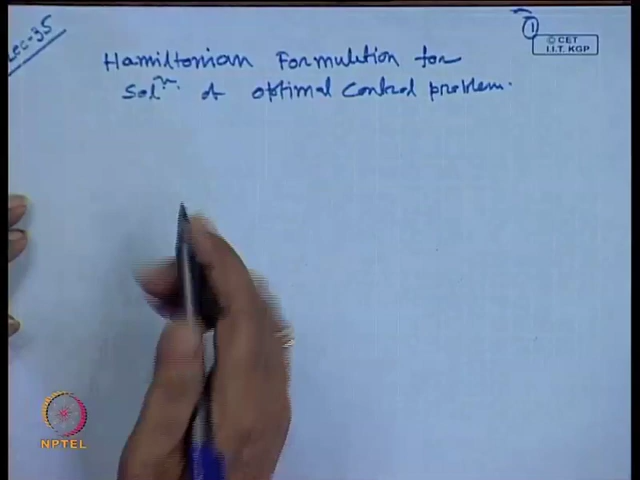 Lec-35
①
© CET
I.I.T. KGP
Hamiltonian Formulation for
Solⁿ. of optimal Control problem.
NPTEL